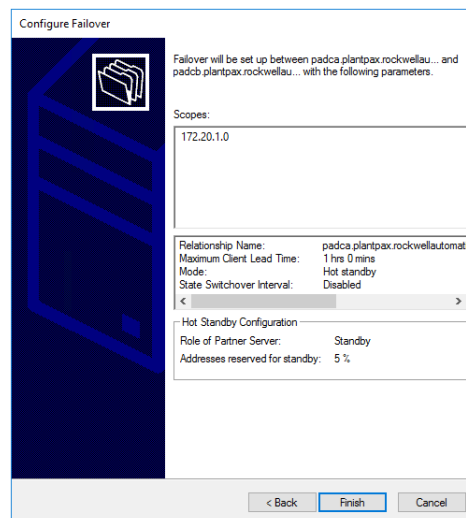 Configure Failover
Failover will be set up between padca.plantpax.rockwellau... and
padcb.plantpax.rockwellau... with the following parameters.
Scopes:
172.20.1.0
Relationship Name: padca.plantpax.rockwellautomat
Maximum Client Lead Time: 1 hrs 0 mins
Mode: Hot standby
State Switchover Interval: Disabled
Hot Standby Configuration
Role of Partner Server: Standby
Addresses reserved for standby: 5 %
< Back Finish Cancel